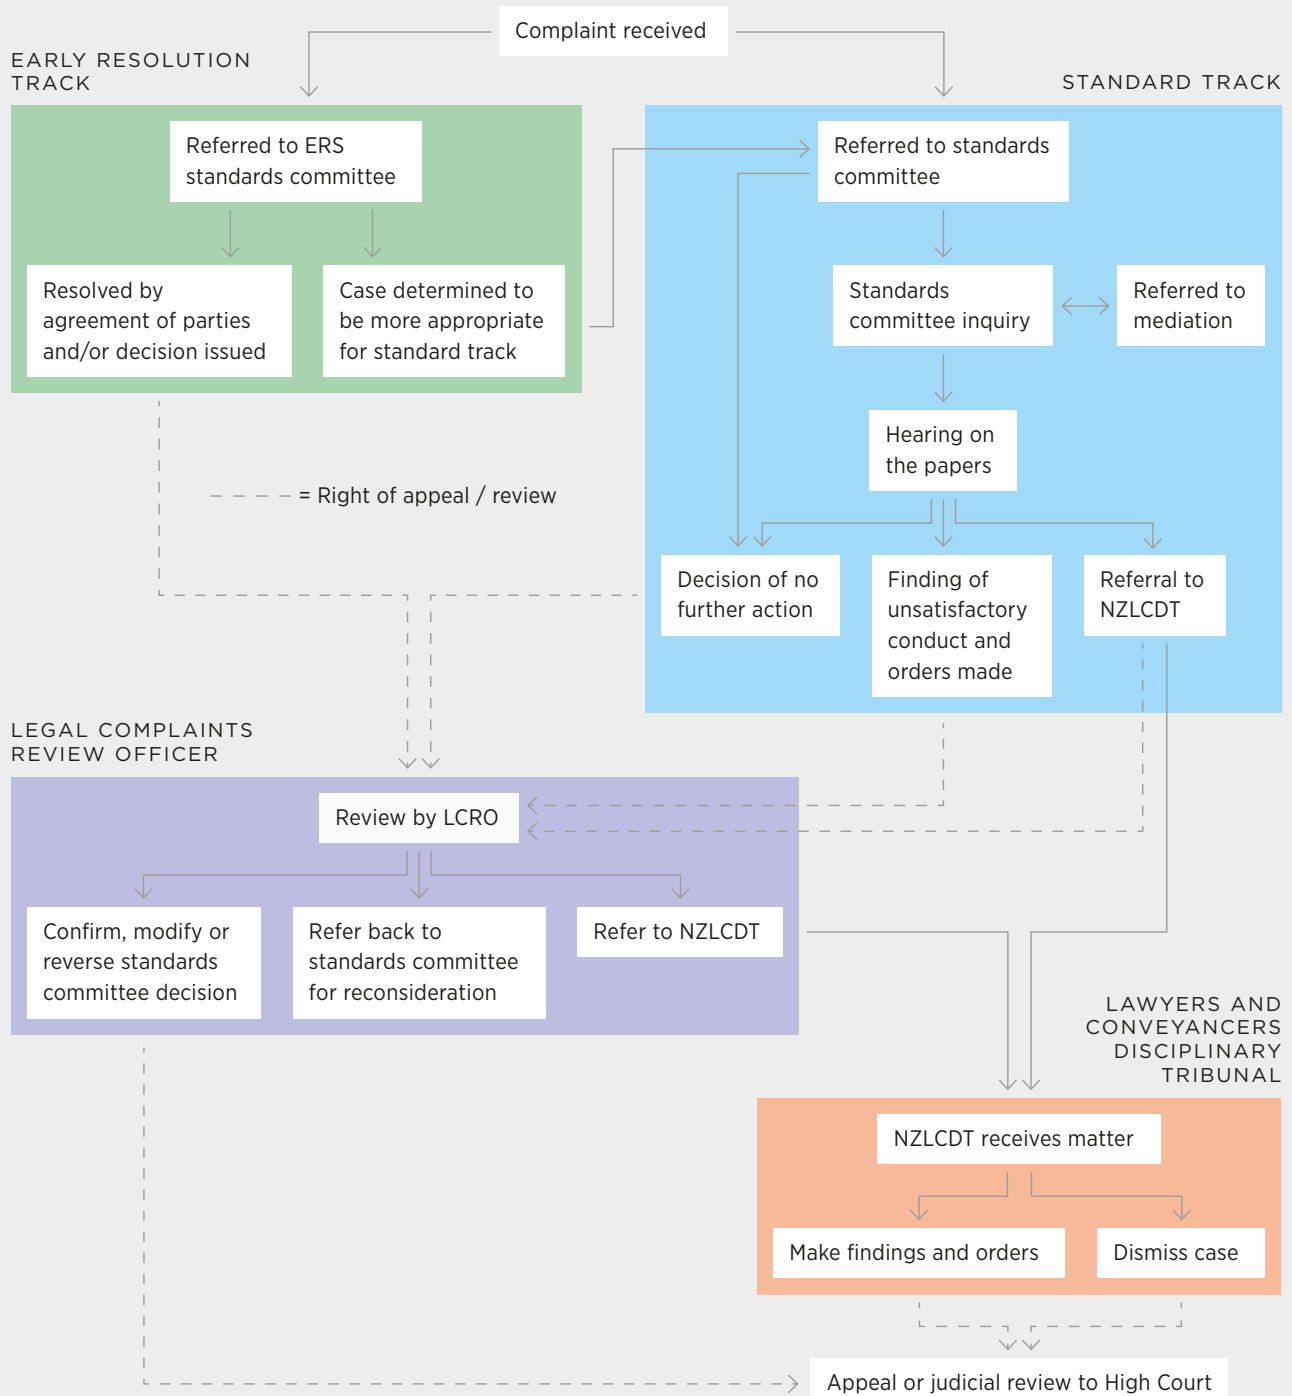 Complaint received
EARLY RESOLUTION
TRACK
STANDARD TRACK
Referred to ERS
standards committee
Resolved by
agreement of parties
and/or decision issued
Case determined to
be more appropriate
for standard track
Referred to standards
committee
Standards
committee inquiry
Referred to
mediation
Hearing on
the papers
= Right of appeal / review
Decision of no
further action
Finding of
unsatisfactory
conduct and
orders made
Referral to
NZLCDT
LEGAL COMPLAINTS
REVIEW OFFICER
Review by LCRO
Confirm, modify or
reverse standards
committee decision
Refer back to
standards committee
for reconsideration
Refer to NZLCDT
LAWYERS AND
CONVEYANCERS
DISCIPLINARY
TRIBUNAL
NZLCDT receives matter
Make findings and orders
Dismiss case
Appeal or judicial review to High Court